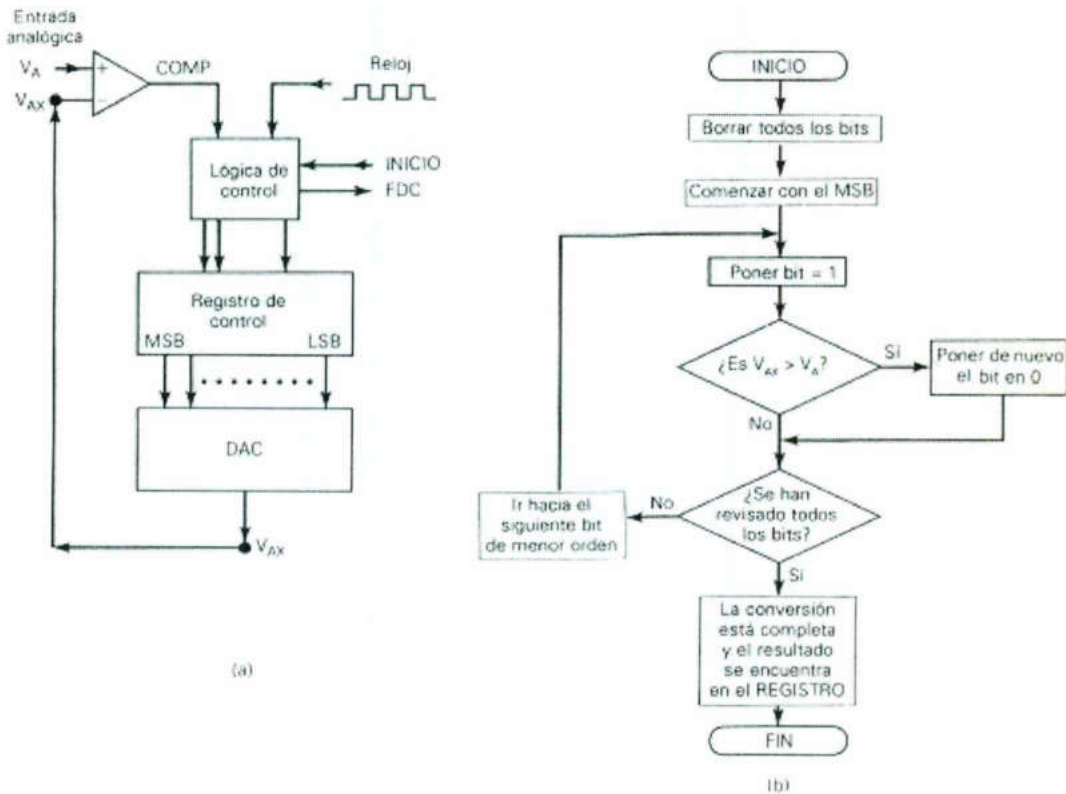 Entrada
analógica
V_A
+
COMP
Reloj
V_AX
-
Lógica de
control
INICIO
FDC
Registro de
control
MSB
LSB
DAC
V_AX
(a)
INICIO
Borrar todos los bits
Comenzar con el MSB
Poner bit = 1
¿Es V_AX > V_A?
Sí
Poner de nuevo
el bit en 0
No
¿Se han
revisado todos
los bits?
No
Ir hacia el
siguiente bit
de menor orden
Sí
La conversión
está completa
y el resultado
se encuentra
en el REGISTRO
FIN
(b)